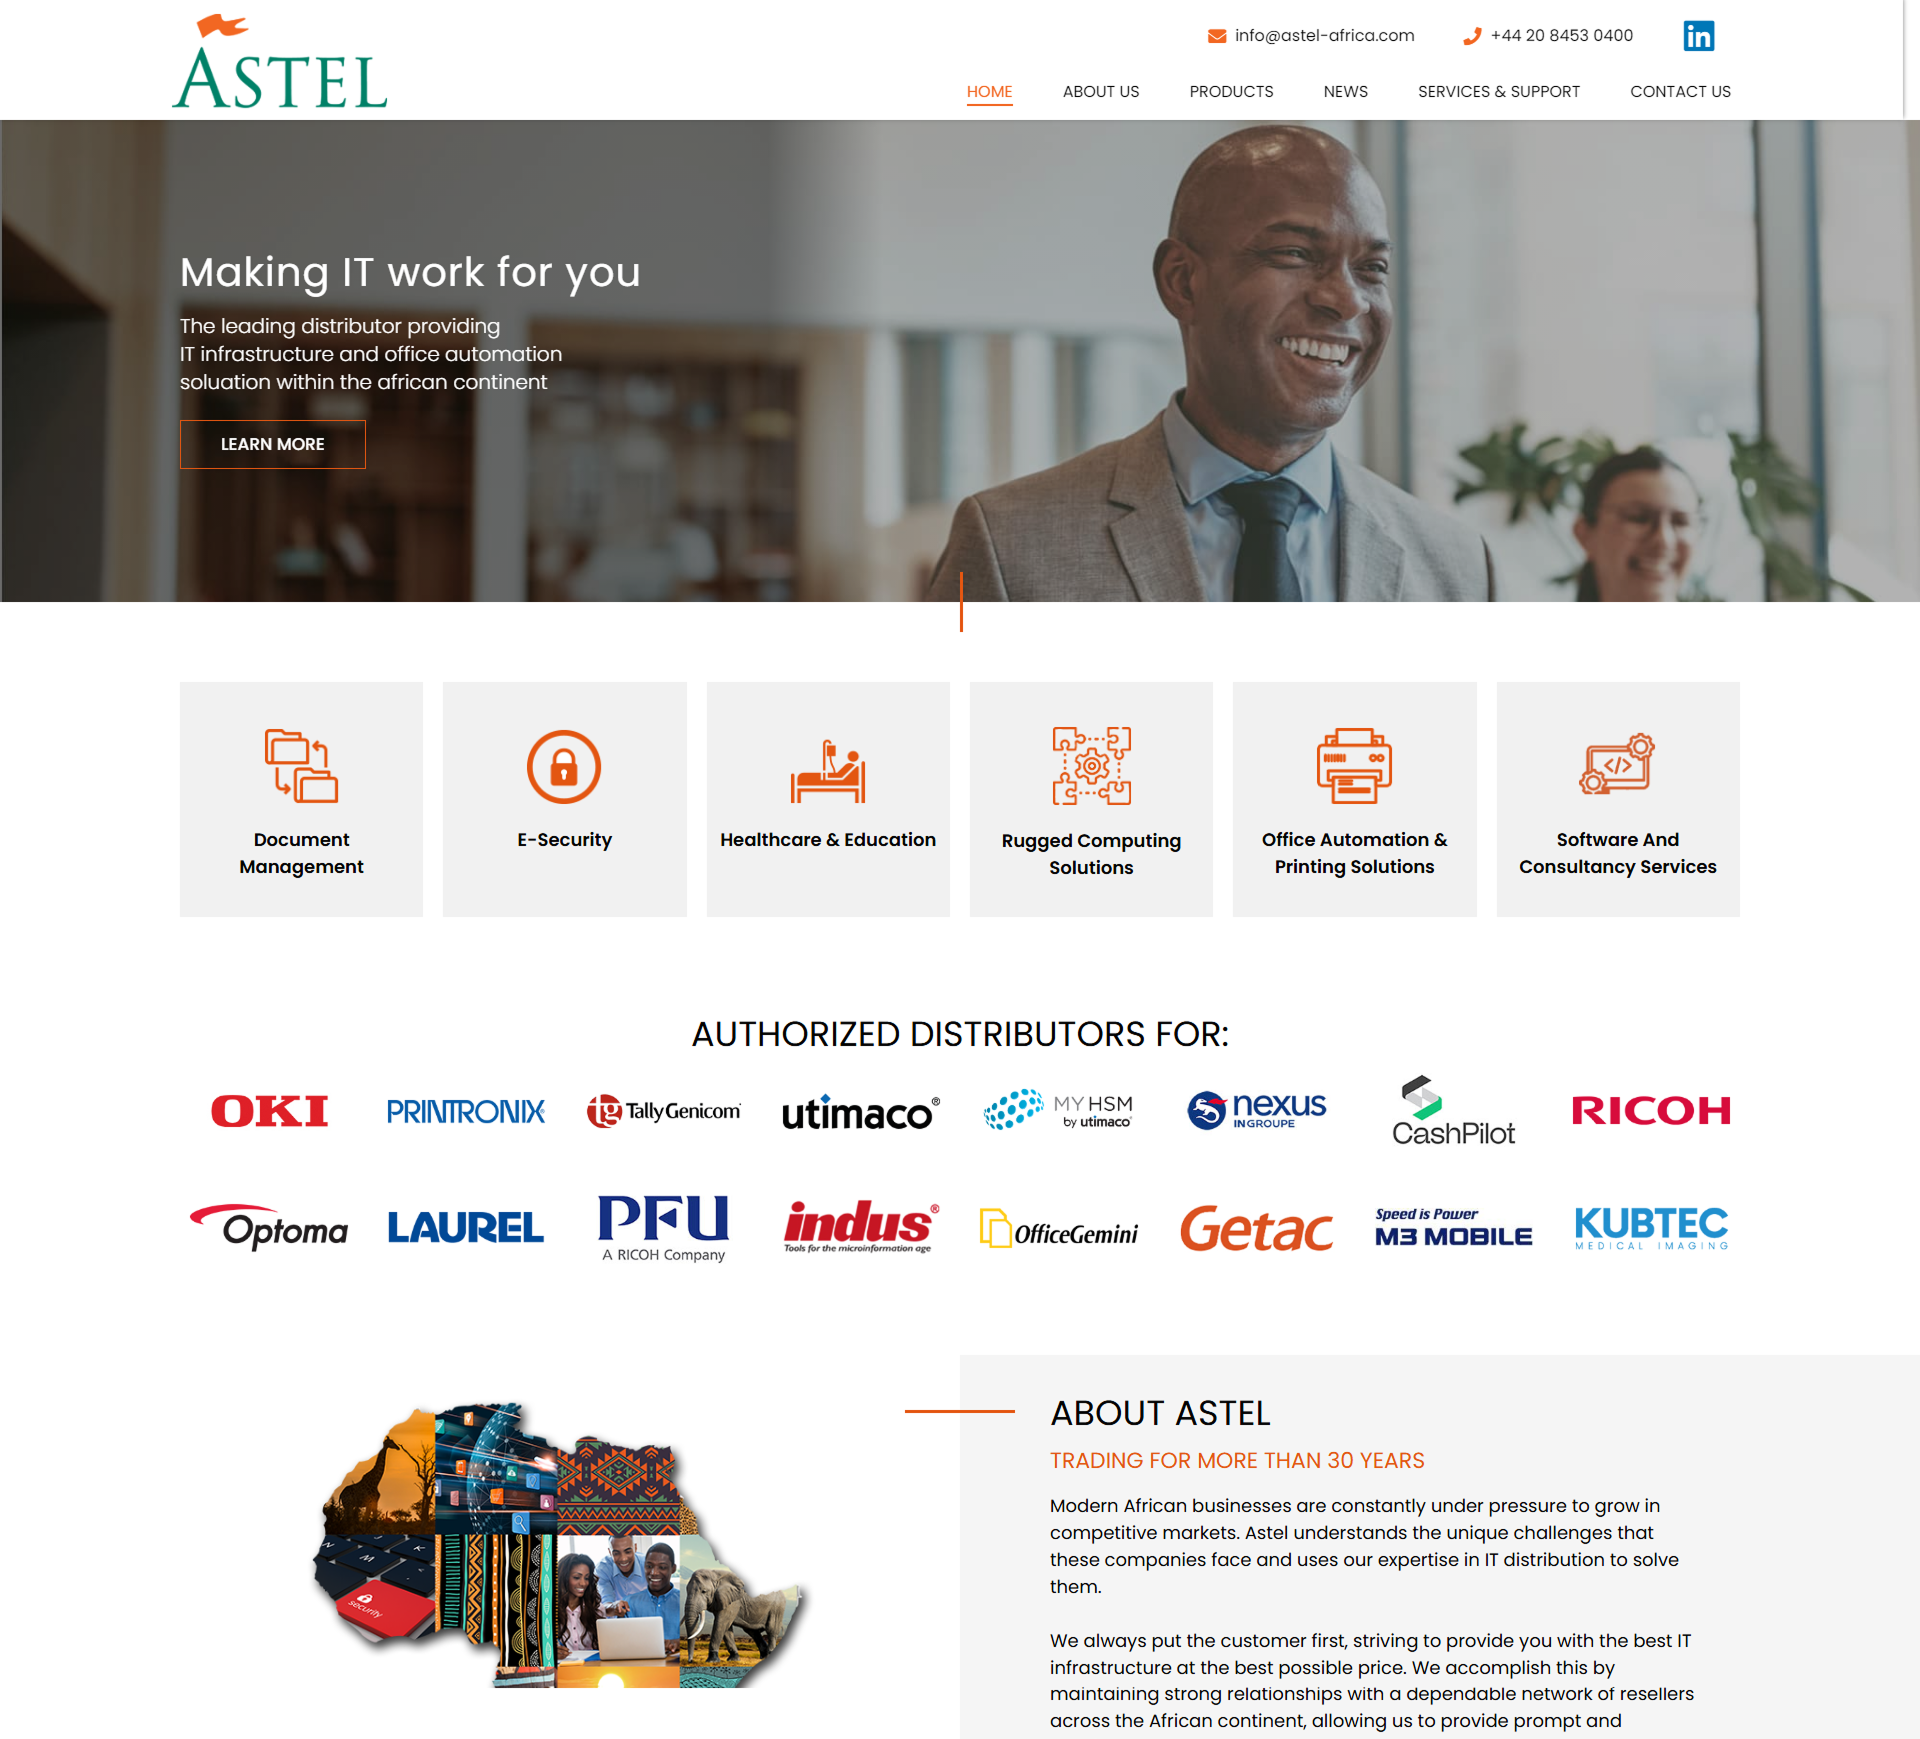 ASTEL
info@astel-africa.com
+44 20 8453 0400
in
HOME ABOUT US PRODUCTS NEWS SERVICES & SUPPORT CONTACT US
Making IT work for you
The leading distributor providing
IT infrastructure and office automation
soluation within the african continent
LEARN MORE
Document
Management
E-Security
Healthcare & Education
Rugged Computing
Solutions
Office Automation &
Printing Solutions
Software And
Consultancy Services
AUTHORIZED DISTRIBUTORS FOR:
OKI
PRINTRONIX
tg TallyGenicom
utimaco®
MY HSM
by utimaco®
nexus
IN GROUPE
CashPilot
RICOH
Optoma
LAUREL
PFU
A RICOH Company
indus®
Tools for the microinformation age
OfficeGemini
Getac
Speed is Power
M3 MOBILE
KUBTEC
MEDICAL IMAGING
N M K
security
ABOUT ASTEL
TRADING FOR MORE THAN 30 YEARS
Modern African businesses are constantly under pressure to grow in
competitive markets. Astel understands the unique challenges that
these companies face and uses our expertise in IT distribution to solve
them.
We always put the customer first, striving to provide you with the best IT
infrastructure at the best possible price. We accomplish this by
maintaining strong relationships with a dependable network of resellers
across the African continent, allowing us to provide prompt and